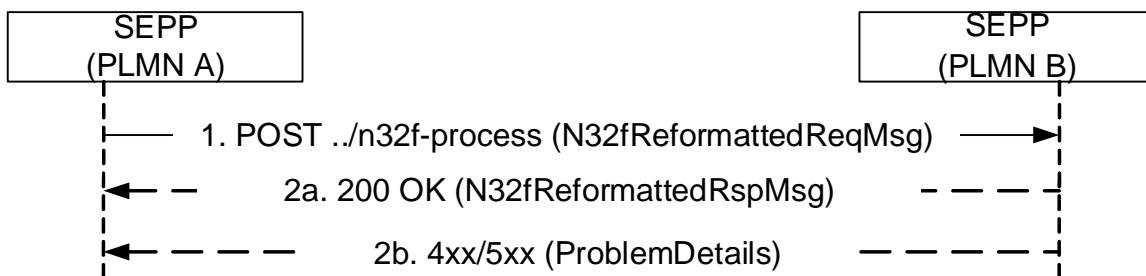 SEPP
(PLMN A)
SEPP
(PLMN B)
1. POST ../n32f-process (N32fReformattedReqMsg)
2a. 200 OK (N32fReformattedRspMsg)
2b. 4xx/5xx (ProblemDetails)